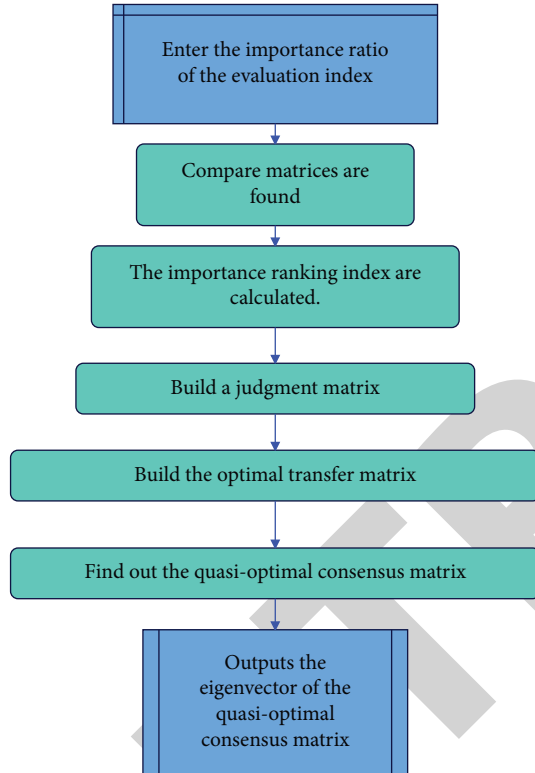 Enter the importance ratio
of the evaluation index
Compare matrices are
found
The importance ranking index are
calculated.
Build a judgment matrix
Build the optimal transfer matrix
Find out the quasi-optimal consensus matrix
Outputs the
eigenvector of the
quasi-optimal
consensus matrix